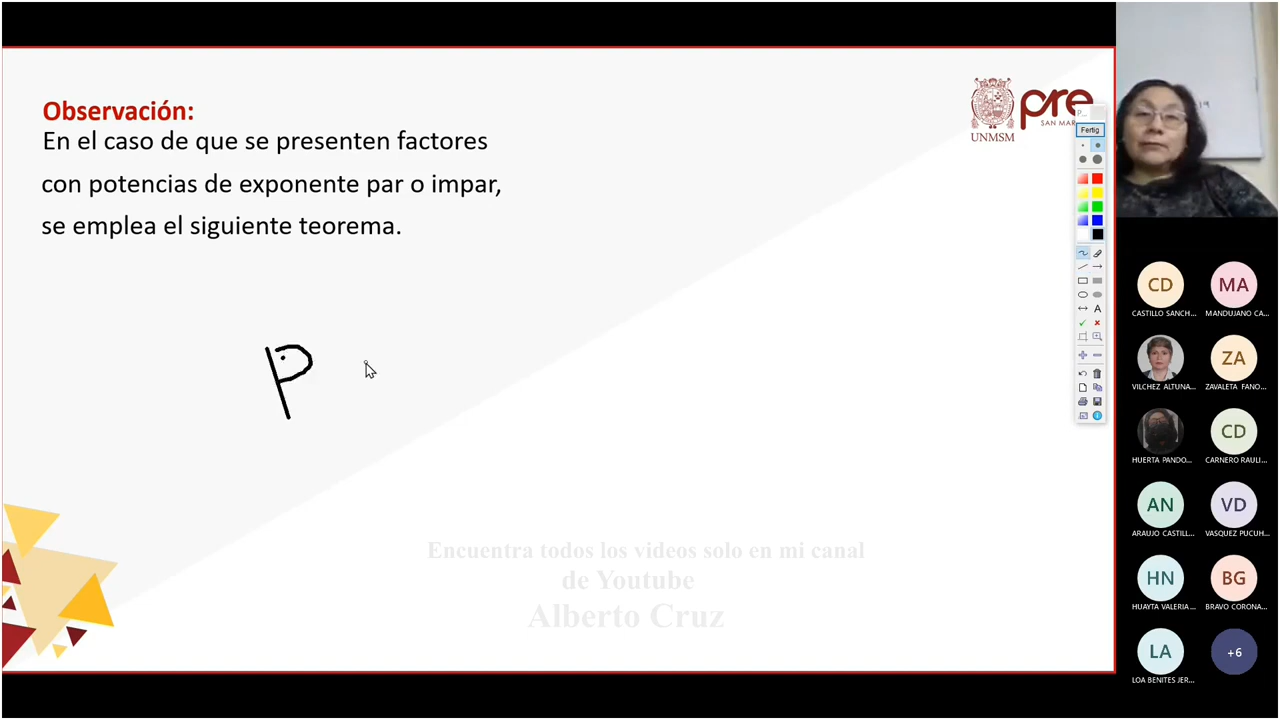 Observación:
En el caso de que se presenten factores
con potencias de exponente par o impar,
se emplea el siguiente teorema.
P
UNMSM
pre
SAN MAR
P...
Fertig
A
Encuentra todos los videos solo en mi canal
de Youtube
Alberto Cruz
CD
CASTILLO SANCH...
MA
MANDUJANO CA...
VILCHEZ ALTUNA...
ZA
ZAVALETA FANO...
HUERTA PANDO...
CD
CARNERO RAULI...
AN
ARAUJO CASTILL...
VD
VASQUEZ PUCUH...
HN
HUAYTA VALERIA...
BG
BRAVO CORONA...
LA
LOA BENITES JER...
+6